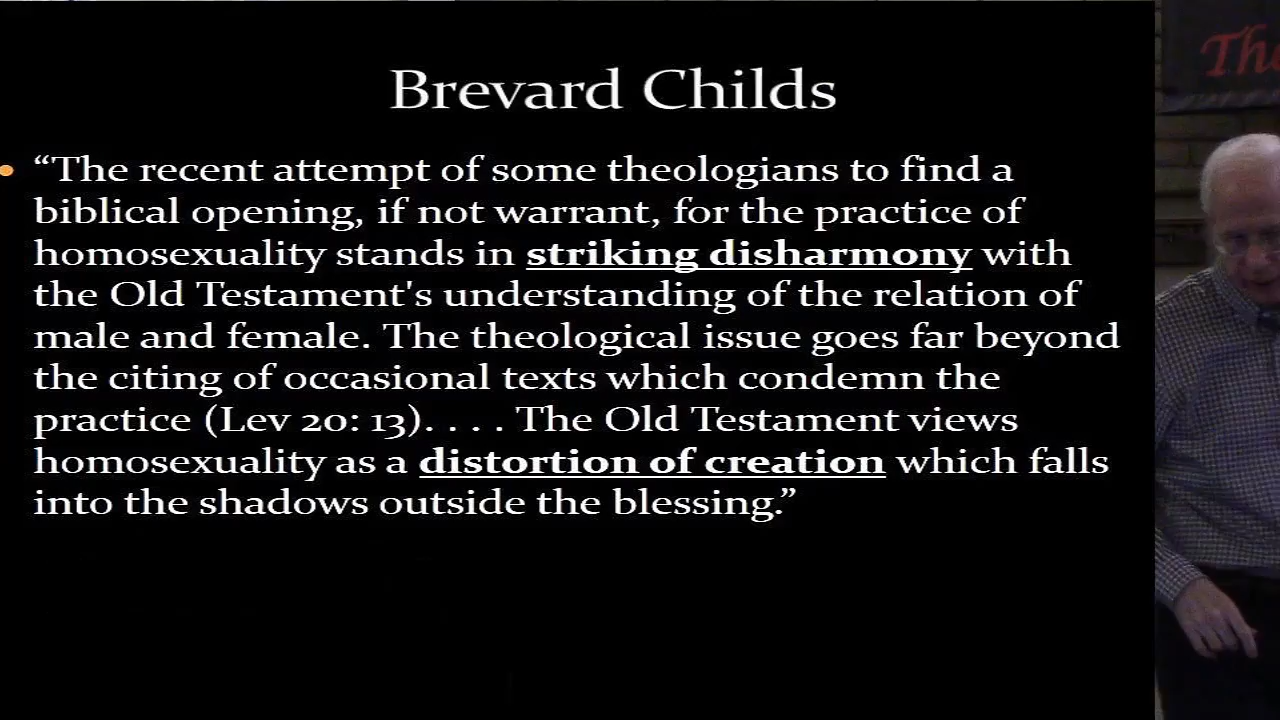 Brevard Childs
“The recent attempt of some theologians to find a
biblical opening, if not warrant, for the practice of
homosexuality stands in striking disharmony with
the Old Testament's understanding of the relation of
male and female. The theological issue goes far beyond
the citing of occasional texts which condemn the
practice (Lev 20: 13). . . . The Old Testament views
homosexuality as a distortion of creation which falls
into the shadows outside the blessing.”